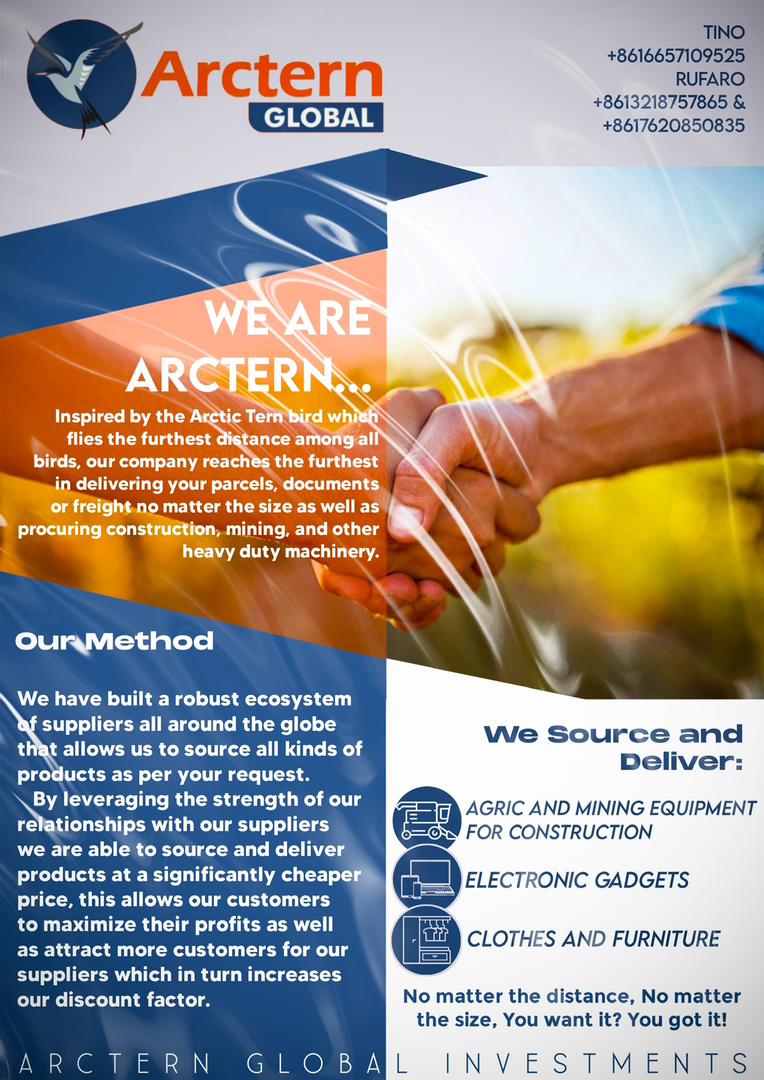 Arctern
GLOBAL
TINO
+8616657109525
RUFARO
+8613218757865 &
+8617620850835
WE ARE
ARCTERN...
Inspired by the Arctic Tern bird which
flies the furthest distance among all
birds, our company reaches the furthest
in delivering your parcels, documents
or freight no matter the size as well as
procuring construction, mining, and other
heavy duty machinery.
Our Method
We have built a robust ecosystem
of suppliers all around the globe
that allows us to source all kinds of
products as per your request.
By leveraging the strength of our
relationships with our suppliers
we are able to source and deliver
products at a significantly cheaper
price, this allows our customers
to maximize their profits as well
as attract more customers for our
suppliers which in turn increases
our discount factor.
We Source and
Deliver:
AGRIC AND MINING EQUIPMENT
FOR CONSTRUCTION
ELECTRONIC GADGETS
CLOTHES AND FURNITURE
No matter the distance, No matter
the size, You want it? You got it!
ARCTERN GLOBAL INVESTMENTS